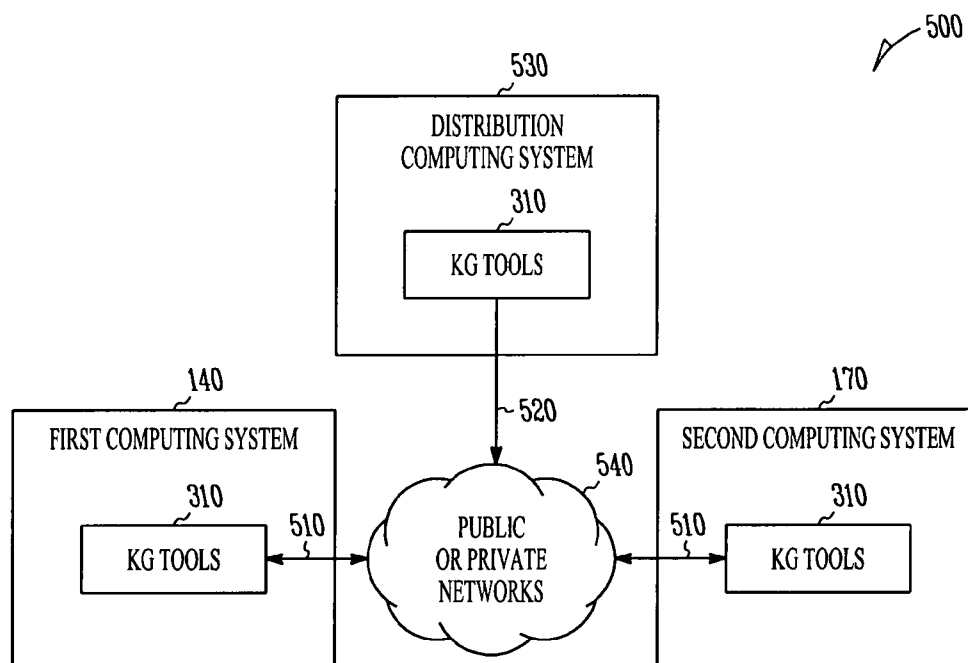 500
530
DISTRIBUTION
COMPUTING SYSTEM
310
KG TOOLS
140
170
520
FIRST COMPUTING SYSTEM
SECOND COMPUTING SYSTEM
540
310
510
PUBLIC
OR PRIVATE
NETWORKS
510
310
KG TOOLS
KG TOOLS